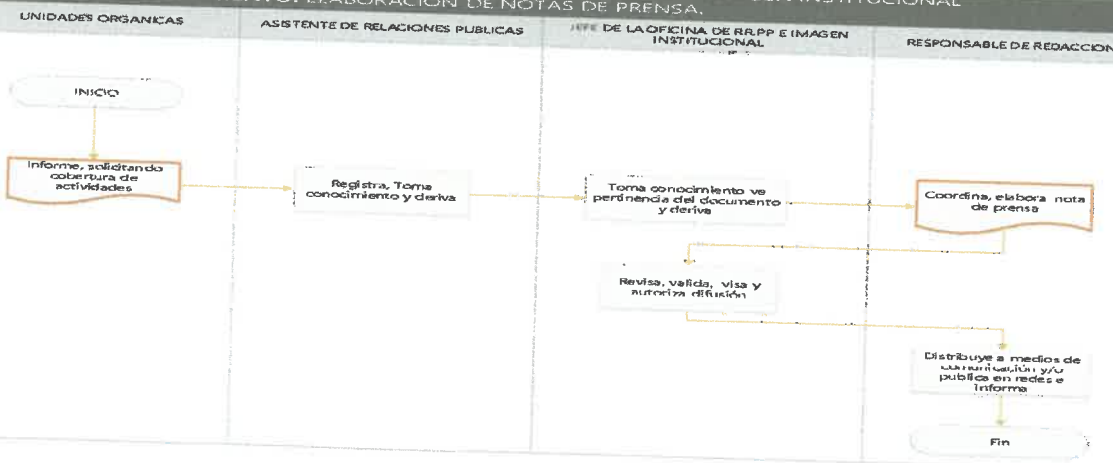 INSTITUCIONAL
ELABORACION DE NOTAS DE PRENSA.
UNIDADES ORGANICAS
ASISTENTE DE RELACIONES PUBLICAS
JEFE DE LA OFICINA DE RR.PP E IMAGEN
INSTITUCIONAL
RESPONSABLE DE REDACCION
INICIO
Informe, solicitando
cobertura de
actividades
Registra, Toma
conocimiento y deriva
Toma conocimiento ve
pertinencia del documento
y deriva
Coordina, elabora nota
de prensa
Revisa, valida, visa y
autoriza difusión
Distribuye a medios de
comunicación y/o
publica en redes e
informa
Fin